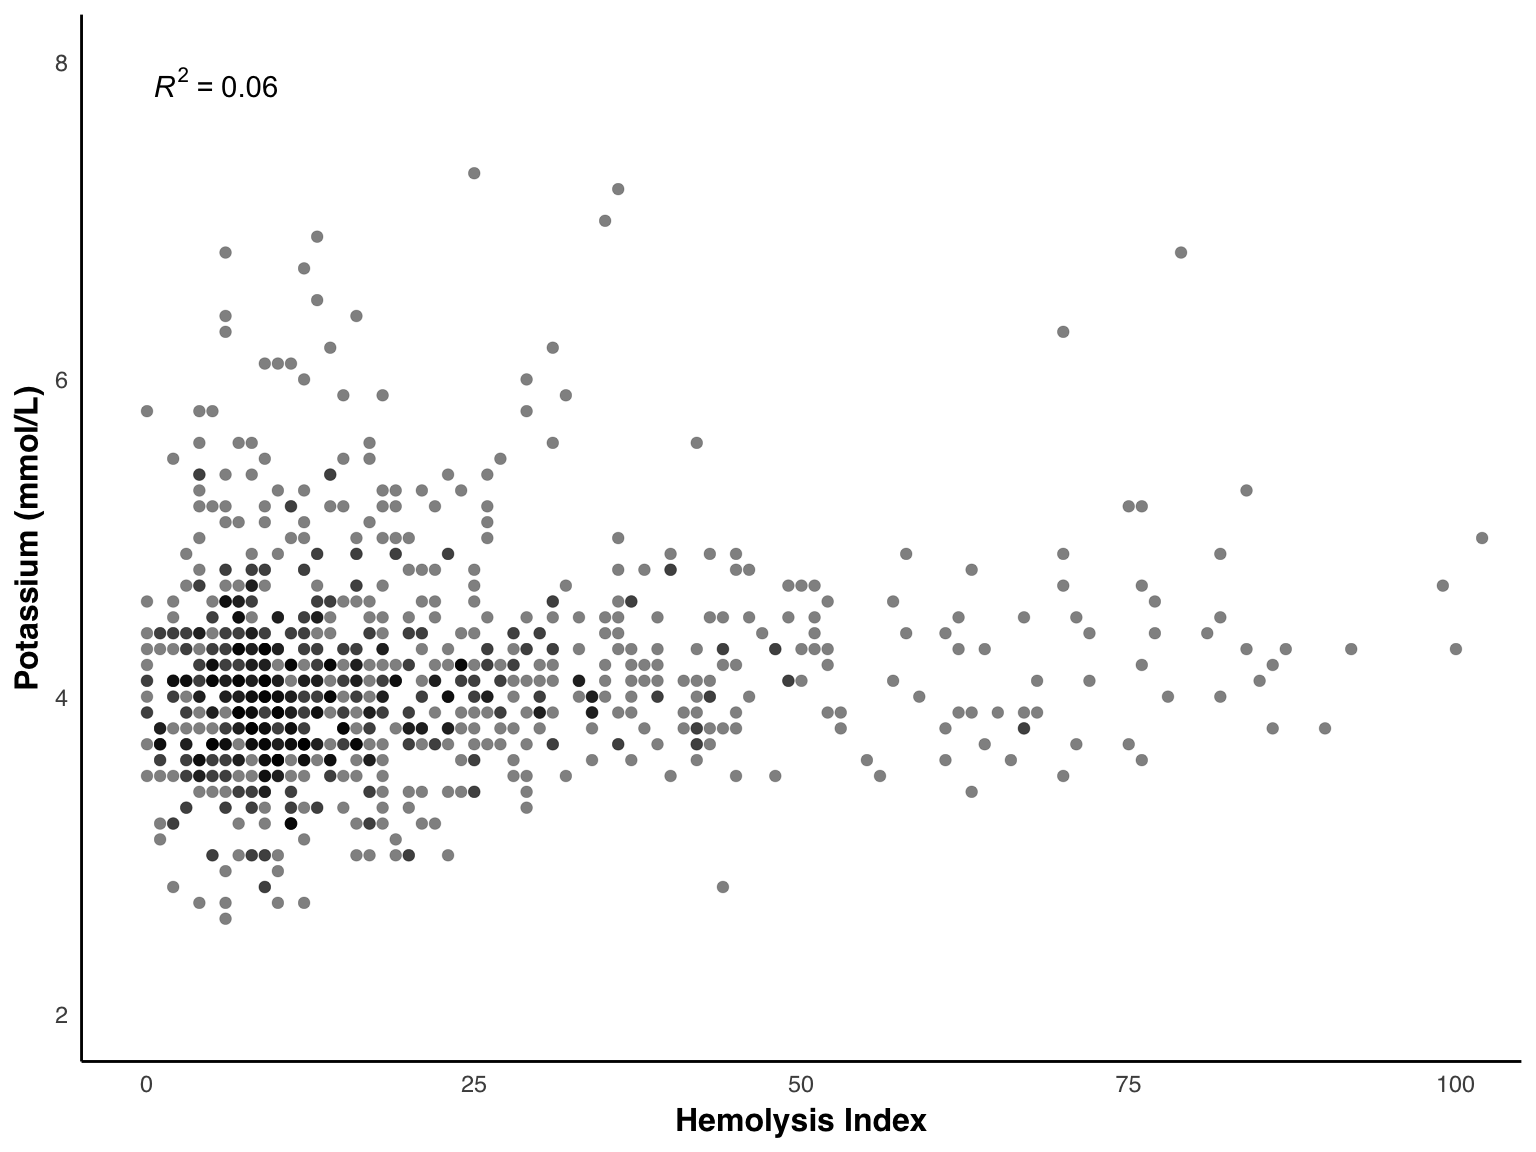 8
R² = 0.06
6
4
2
Potassium (mmol/L)
0 25 50 75 100
Hemolysis Index